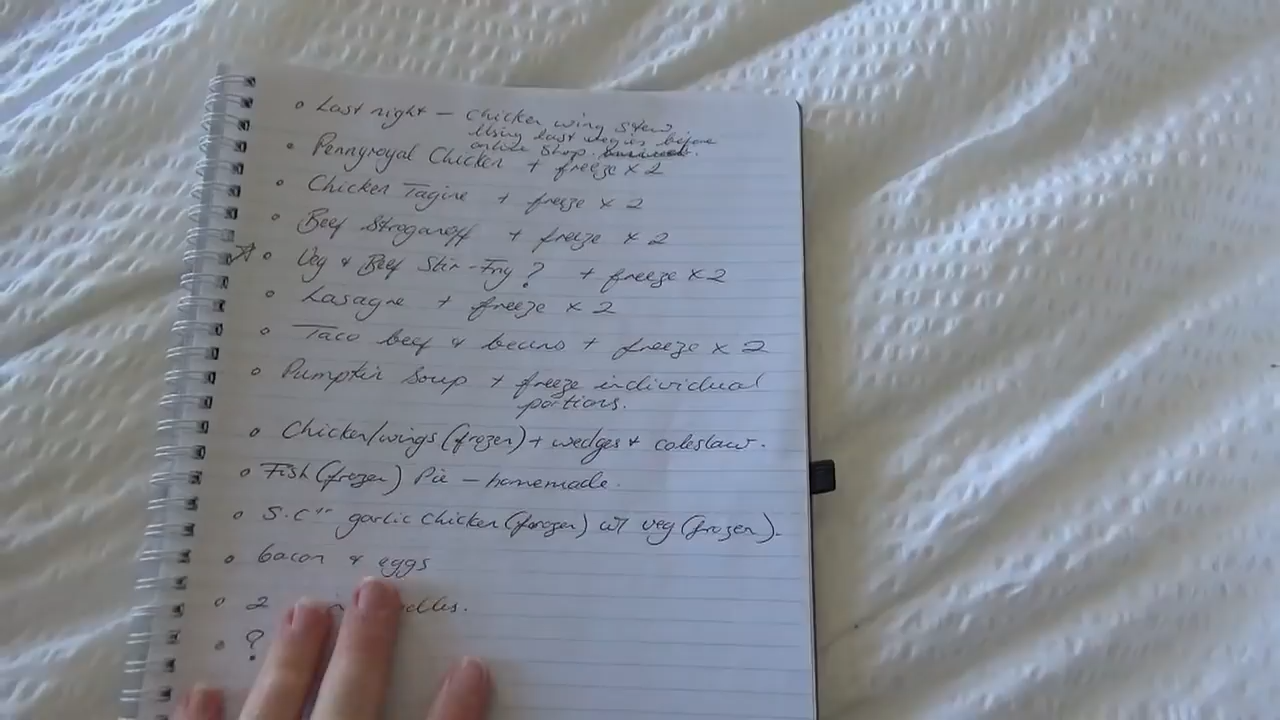 • Last night – Chicken wing stew
Using last vegies before
online shop.
• Pennyroyal Chicken + freeze x 2
• Chicken Tagine + freeze x 2
• Beef Stroganoff + freeze x 2
• Veg & Beef Stir-Fry? + freeze x 2
• Lasagne + freeze x 2
• Taco beef & beans + freeze x 2
• Pumpkin Soup + freeze individual
portions.
• Chicken/wings (frozen) + wedges & coleslaw.
• Fish (frozen) Pie – homemade.
• S.C garlic chicken (frozen) w/ veg (frozen).
• bacon & eggs
• 2
• ?